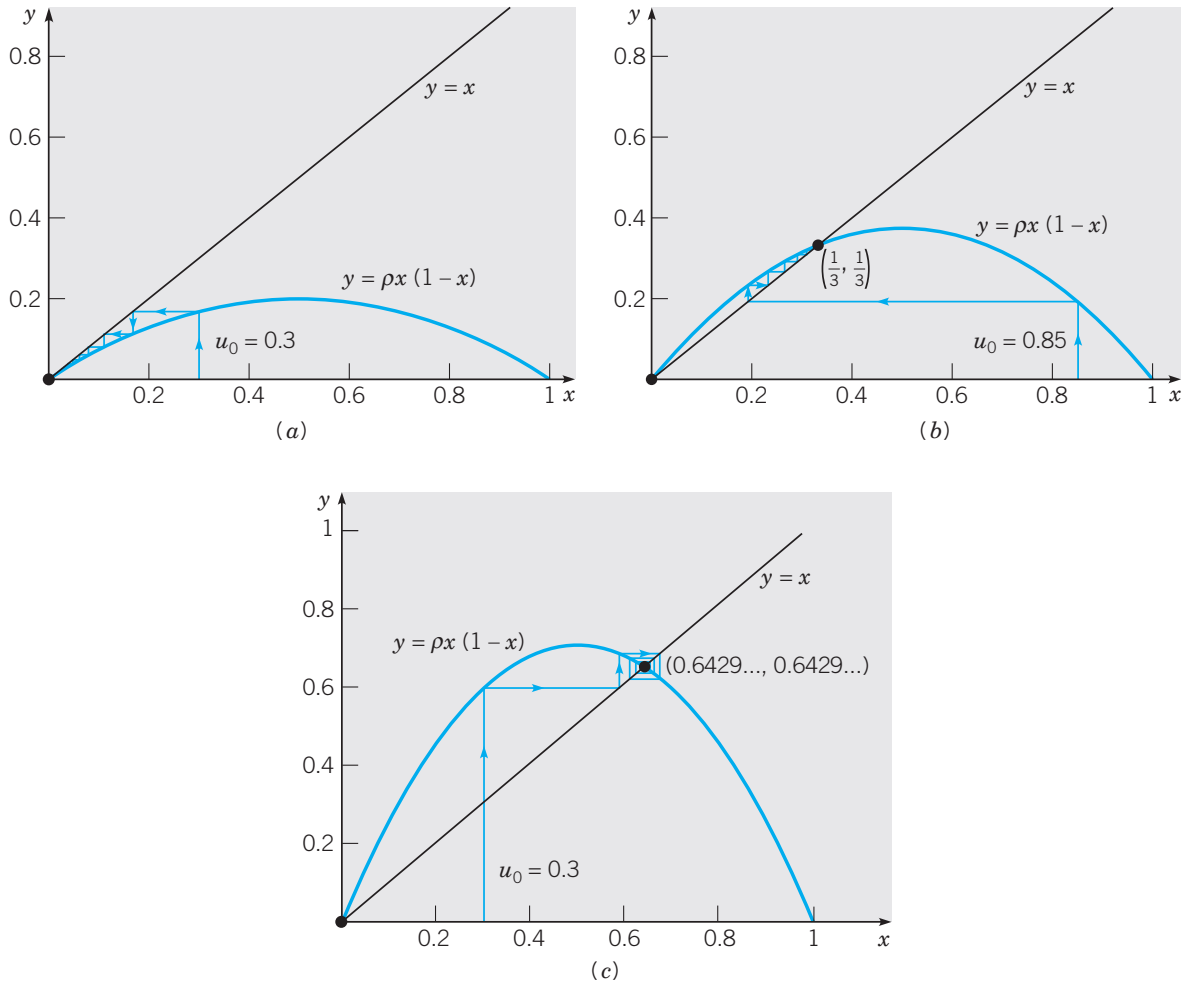 y
0.8
0.6
0.4
0.2
y = x
y = ρx (1 – x)
u0 = 0.3
0.2 0.4 0.6 0.8 1 x
(a)
y
0.8
0.6
0.4
0.2
y = x
y = ρx (1 – x)
(1/3, 1/3)
u0 = 0.85
0.2 0.4 0.6 0.8 1 x
(b)
y
1
0.8
0.6
0.4
0.2
y = x
y = ρx (1 – x)
(0.6429..., 0.6429...)
u0 = 0.3
0.2 0.4 0.6 0.8 1 x
(c)